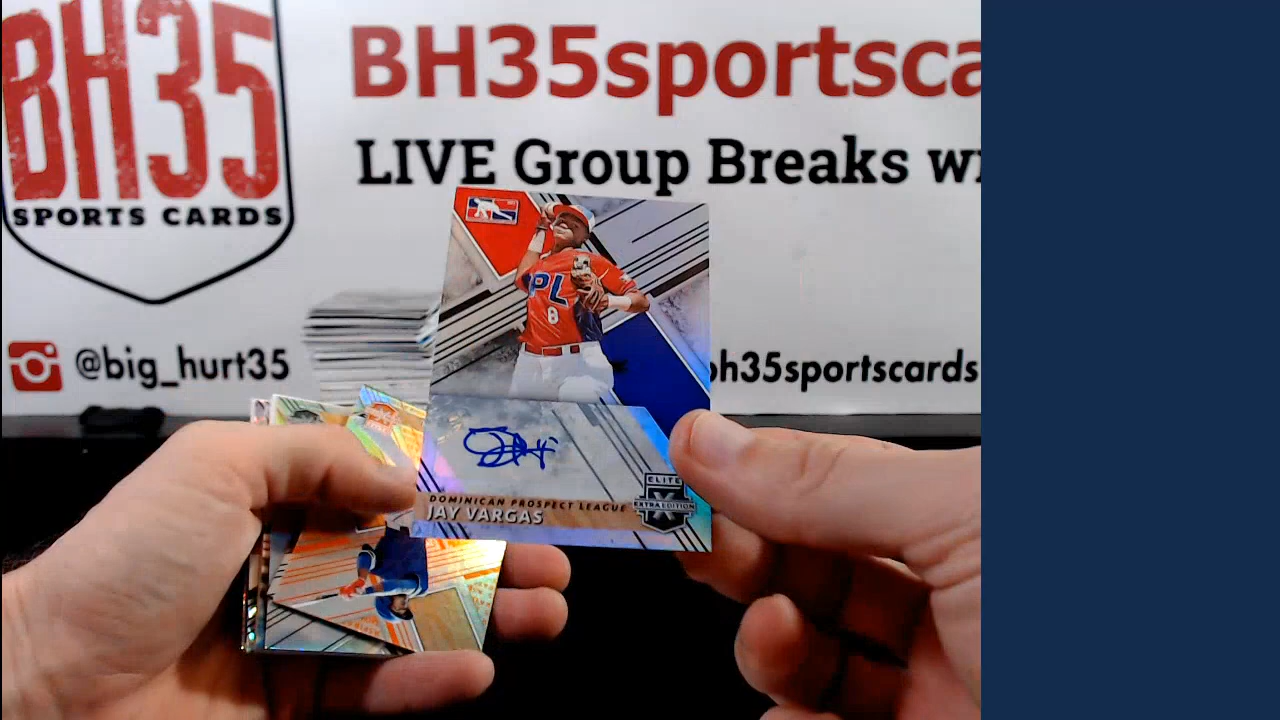 BH35
SPORTS CARDS
BH35sportsca
LIVE Group Breaks wi
@big_hurt35
bh35sportscards
PL
8
DOMINICAN PROSPECT LEAGUE
JAY VARGAS
ELITE
X
EXTRA EDITION